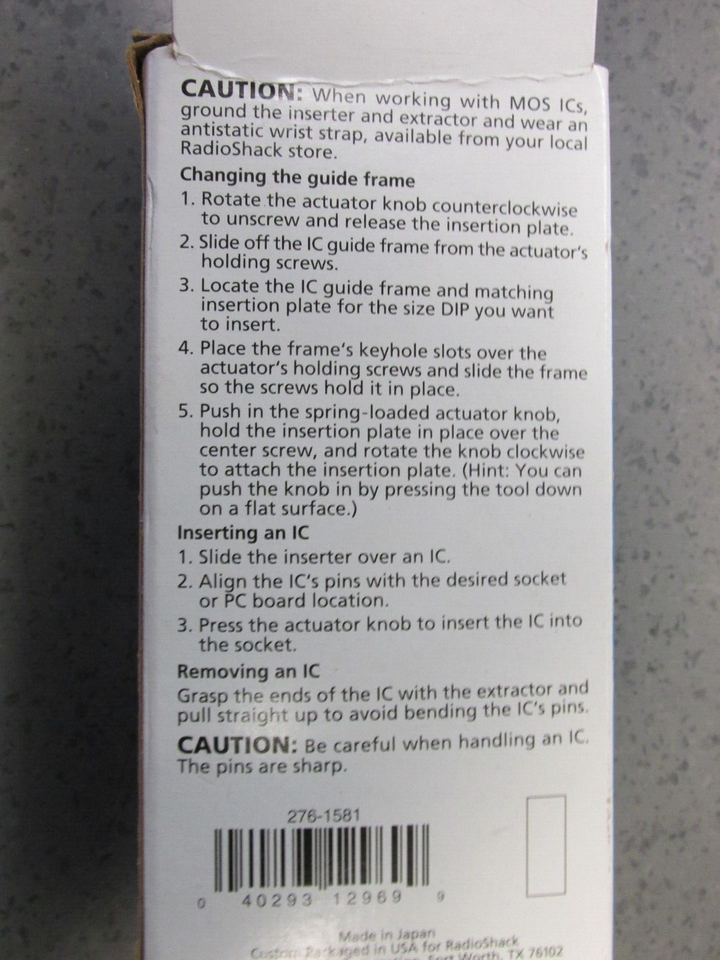 CAUTION: When working with MOS ICs,
ground the inserter and extractor and wear an
antistatic wrist strap, available from your local
RadioShack store.
Changing the guide frame
1. Rotate the actuator knob counterclockwise
to unscrew and release the insertion plate.
2. Slide off the IC guide frame from the actuator's
holding screws.
3. Locate the IC guide frame and matching
insertion plate for the size DIP you want
to insert.
4. Place the frame's keyhole slots over the
actuator's holding screws and slide the frame
so the screws hold it in place.
5. Push in the spring-loaded actuator knob,
hold the insertion plate in place over the
center screw, and rotate the knob clockwise
to attach the insertion plate. (Hint: You can
push the knob in by pressing the tool down
on a flat surface.)
Inserting an IC
1. Slide the inserter over an IC.
2. Align the IC's pins with the desired socket
or PC board location.
3. Press the actuator knob to insert the IC into
the socket.
Removing an IC
Grasp the ends of the IC with the extractor and
pull straight up to avoid bending the IC's pins.
CAUTION: Be careful when handling an IC.
The pins are sharp.
276-1581
0 40293 12969 9
Made in Japan
Custom Packaged in USA for RadioShack
Fort Worth, TX 76102